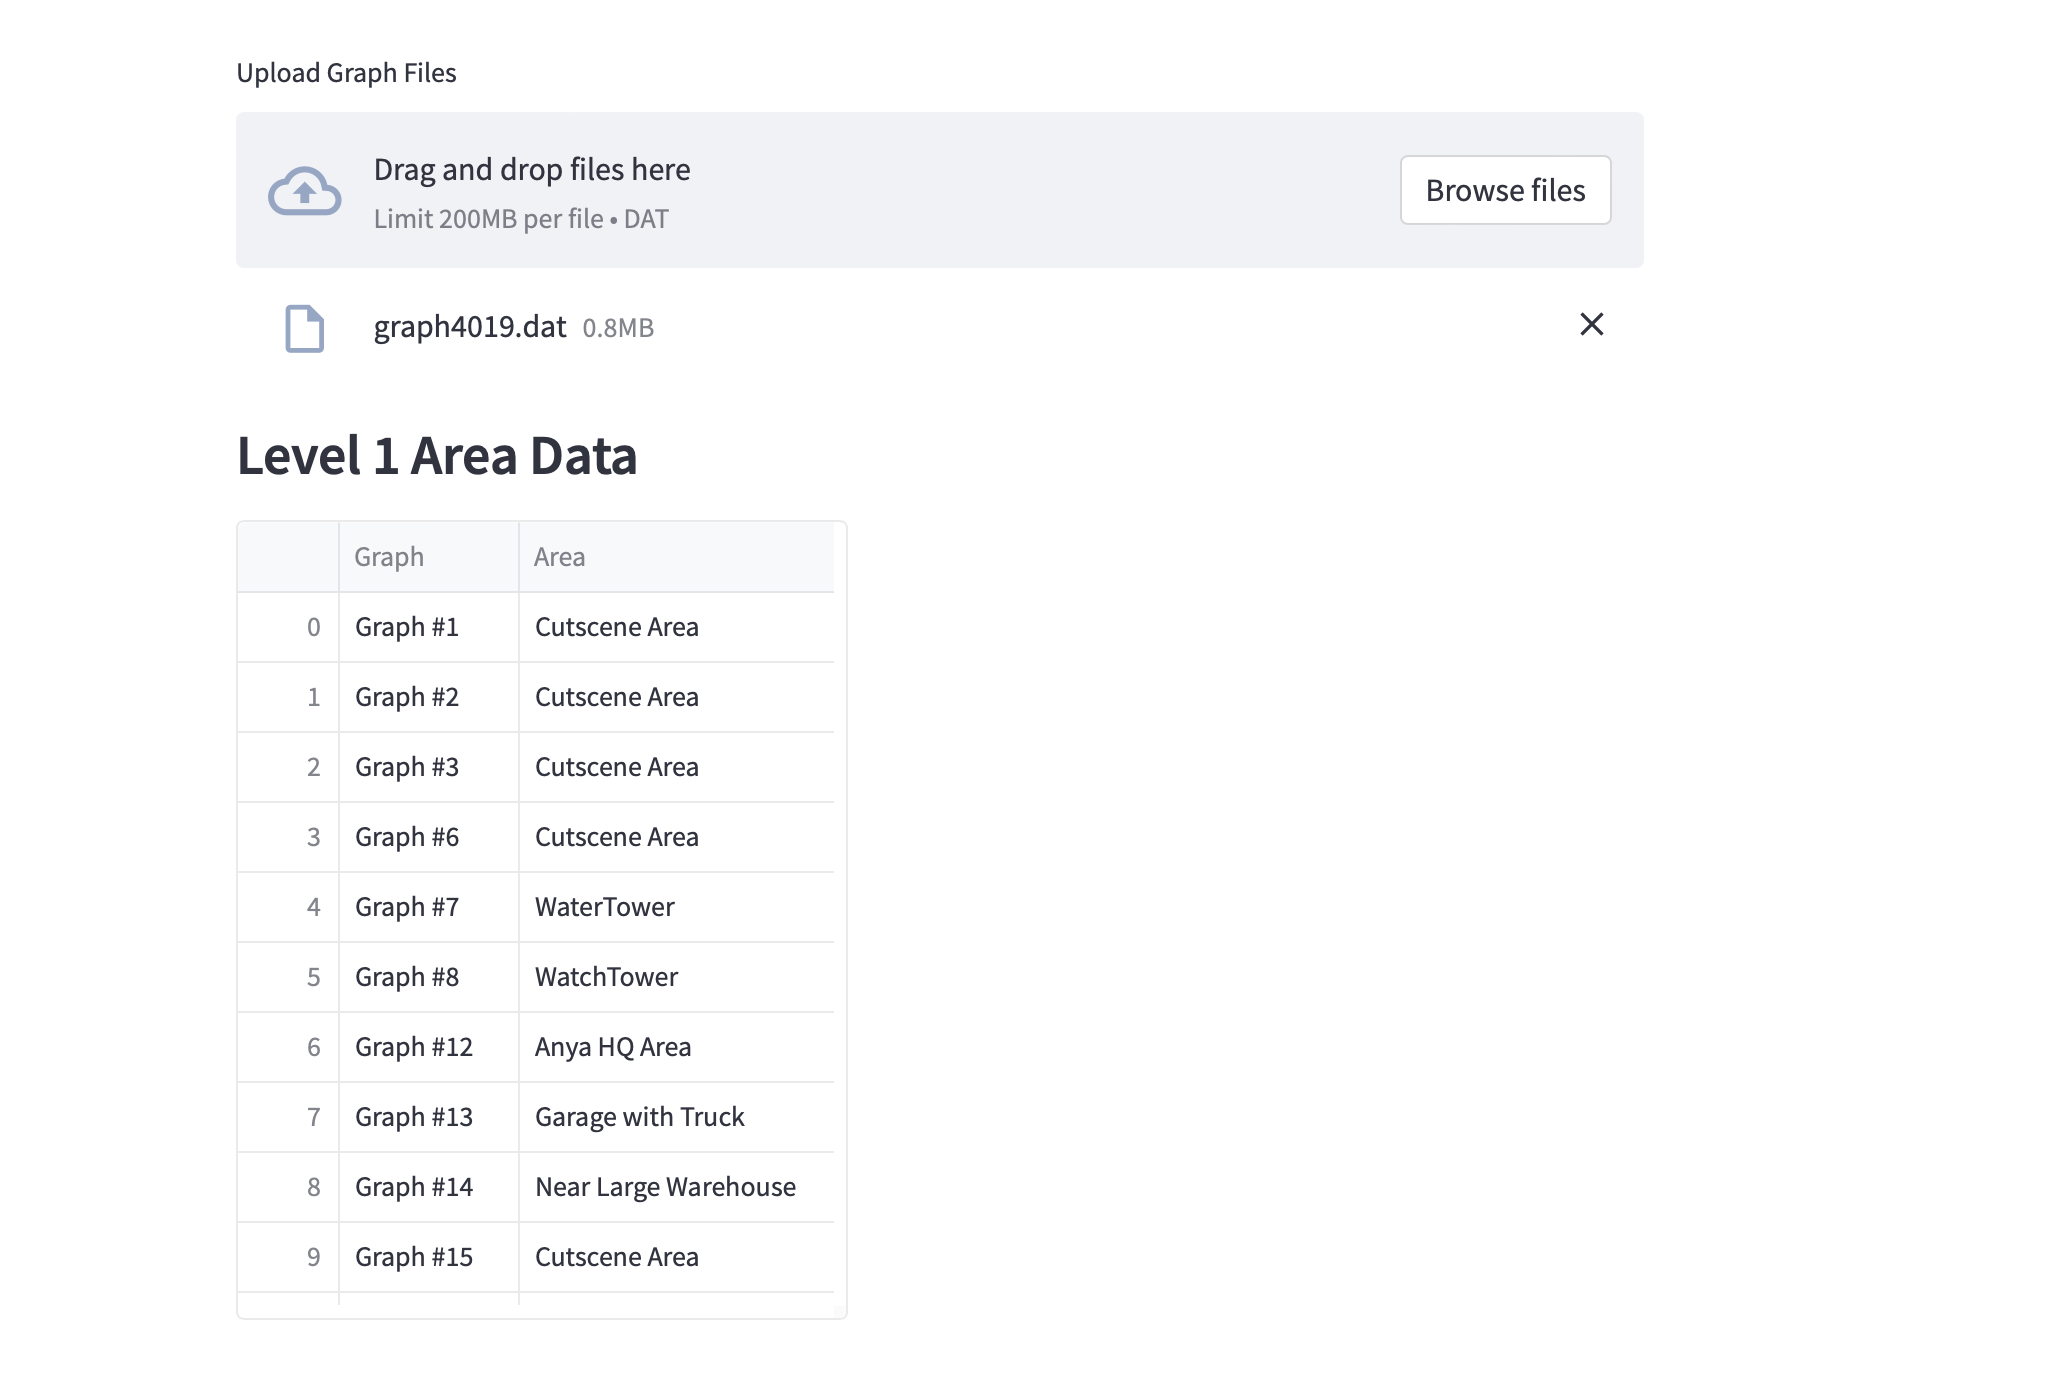 Upload Graph Files
Drag and drop files here
Limit 200MB per file • DAT
Browse files
graph4019.dat 0.8MB
Level 1 Area Data
Graph Area
0 Graph #1 Cutscene Area
1 Graph #2 Cutscene Area
2 Graph #3 Cutscene Area
3 Graph #6 Cutscene Area
4 Graph #7 WaterTower
5 Graph #8 WatchTower
6 Graph #12 Anya HQ Area
7 Graph #13 Garage with Truck
8 Graph #14 Near Large Warehouse
9 Graph #15 Cutscene Area